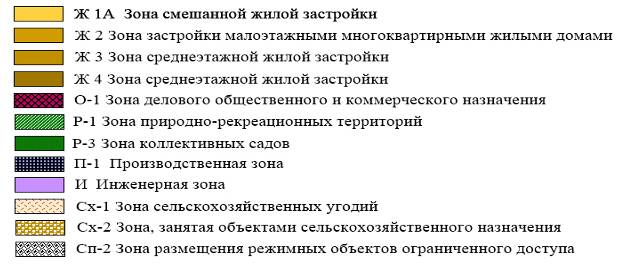 Ж 1А Зона смешанной жилой застройки
Ж 2 Зона застройки малоэтажными многоквартирными жилыми домами
Ж 3 Зона среднеэтажной жилой застройки
Ж 4 Зона среднеэтажной жилой застройки
О-1 Зона делового общественного и коммерческого назначения
Р-1 Зона природно-рекреационных территорий
Р-3 Зона коллективных садов
П-1 Производственная зона
И Инженерная зона
Сх-1 Зона сельскохозяйственных угодий
Сх-2 Зона, занятая объектами сельскохозяйственного назначения
Сп-2 Зона размещения режимных объектов ограниченного доступа